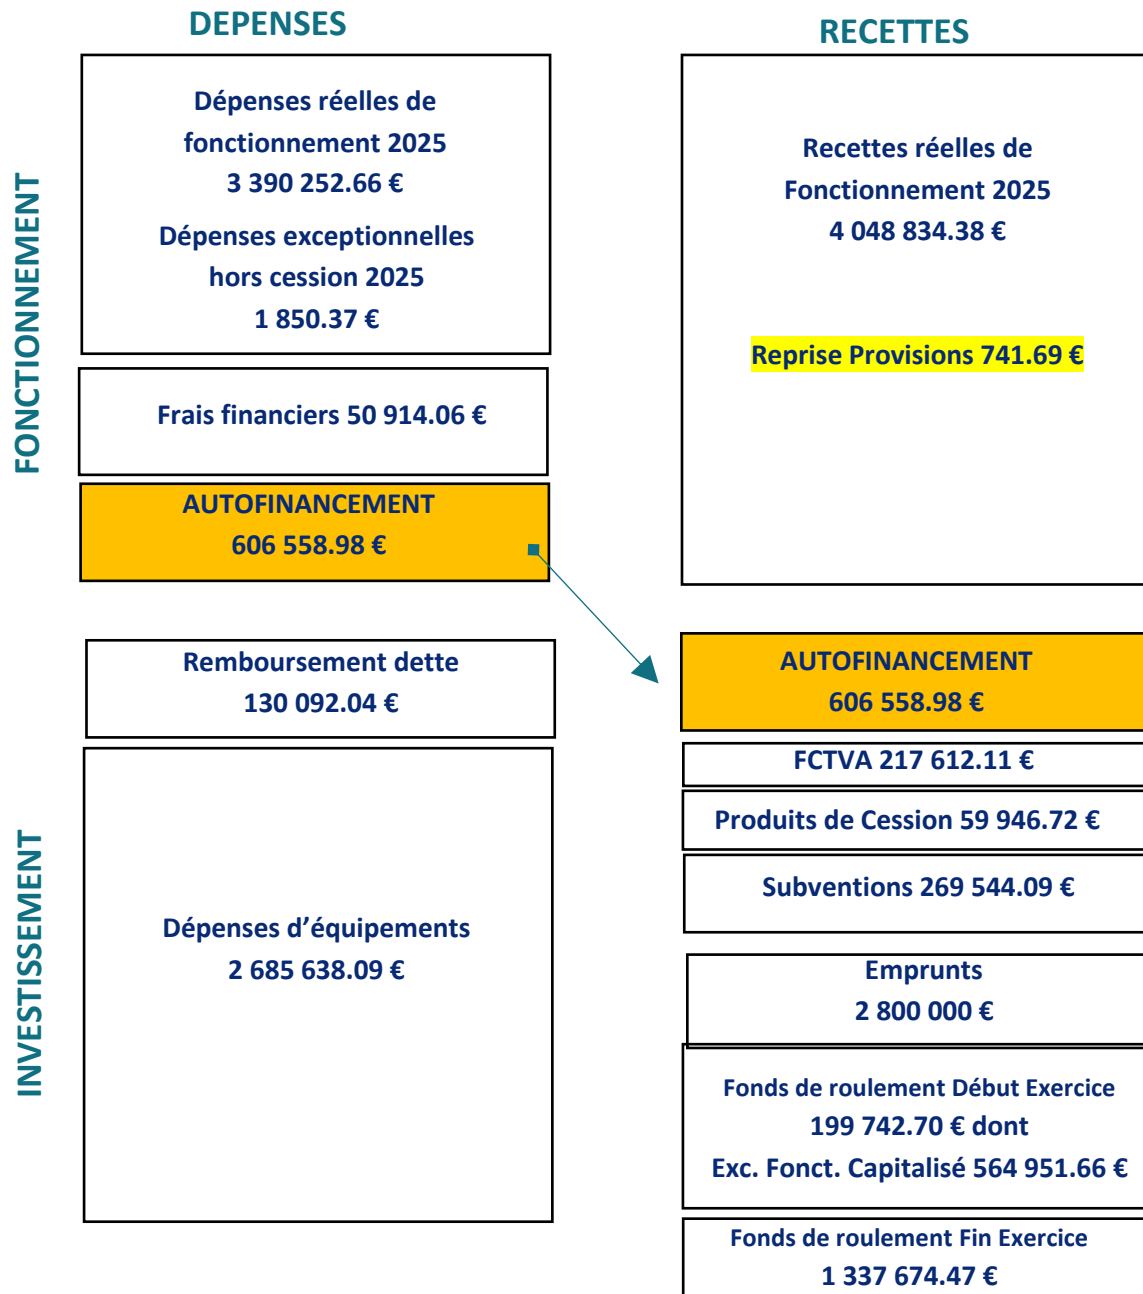 DEPENSES
RECETTES
FONCTIONNEMENT
Dépenses réelles de
fonctionnement 2025
3 390 252.66 €
Dépenses exceptionnelles
hors cession 2025
1 850.37 €
Frais financiers 50 914.06 €
AUTOFINANCEMENT
606 558.98 €
Recettes réelles de
Fonctionnement 2025
4 048 834.38 €
Reprise Provisions 741.69 €
INVESTISSEMENT
Remboursement dette
130 092.04 €
Dépenses d’équipements
2 685 638.09 €
AUTOFINANCEMENT
606 558.98 €
FCTVA 217 612.11 €
Produits de Cession 59 946.72 €
Subventions 269 544.09 €
Emprunts
2 800 000 €
Fonds de roulement Début Exercice
199 742.70 € dont
Exc. Fonct. Capitalisé 564 951.66 €
Fonds de roulement Fin Exercice
1 337 674.47 €